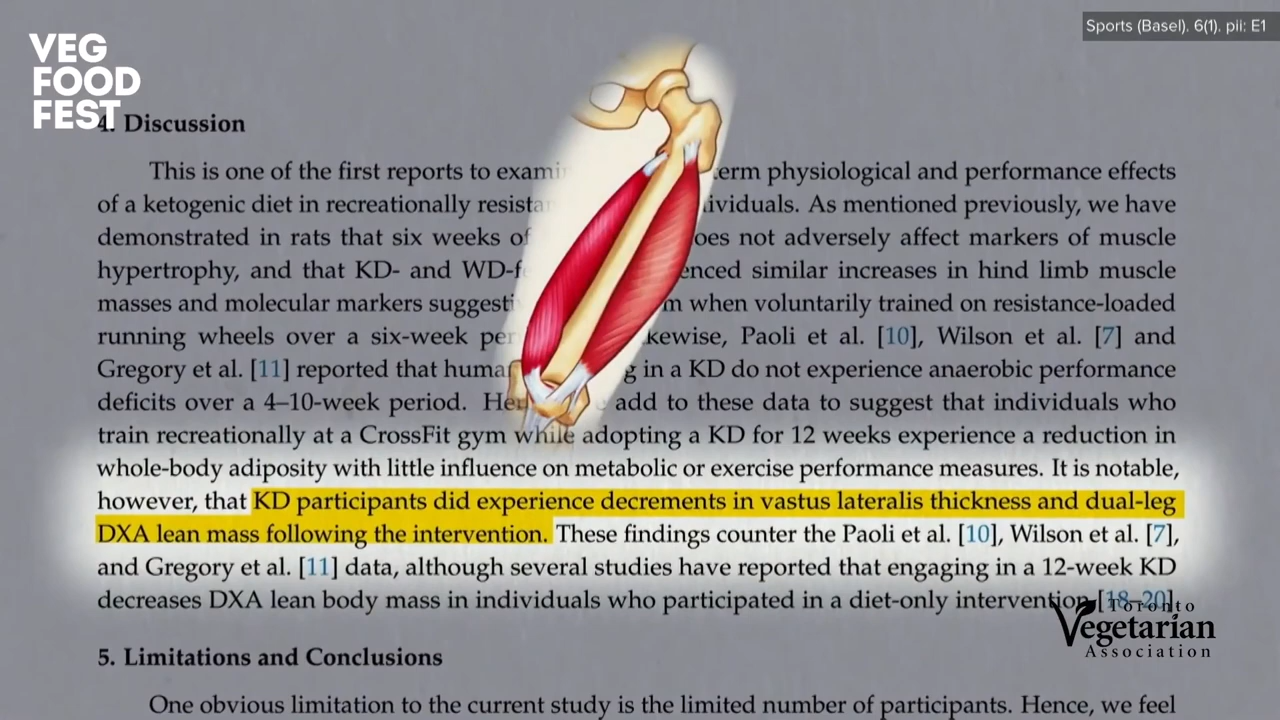 Sports (Basel). 6(1). pii: E1
VEG
FOOD
FEST
4. Discussion
This is one of the first reports to exami erm physiological and performance effects
of a ketogenic diet in recreationally resista ividuals. As mentioned previously, we have
demonstrated in rats that six weeks of oes not adversely affect markers of muscle
hypertrophy, and that KD- and WD-f enced similar increases in hind limb muscle
masses and molecular markers suggesti m when voluntarily trained on resistance-loaded
running wheels over a six-week per kewise, Paoli et al. [10], Wilson et al. [7] and
Gregory et al. [11] reported that huma g in a KD do not experience anaerobic performance
deficits over a 4–10-week period. Her add to these data to suggest that individuals who
train recreationally at a CrossFit gym while adopting a KD for 12 weeks experience a reduction in
whole-body adiposity with little influence on metabolic or exercise performance measures. It is notable,
however, that KD participants did experience decrements in vastus lateralis thickness and dual-leg
DXA lean mass following the intervention. These findings counter the Paoli et al. [10], Wilson et al. [7],
and Gregory et al. [11] data, although several studies have reported that engaging in a 12-week KD
decreases DXA lean body mass in individuals who participated in a diet-only intervention [18–20].
Toronto
Vegetarian
Association
5. Limitations and Conclusions
One obvious limitation to the current study is the limited number of participants. Hence, we feel